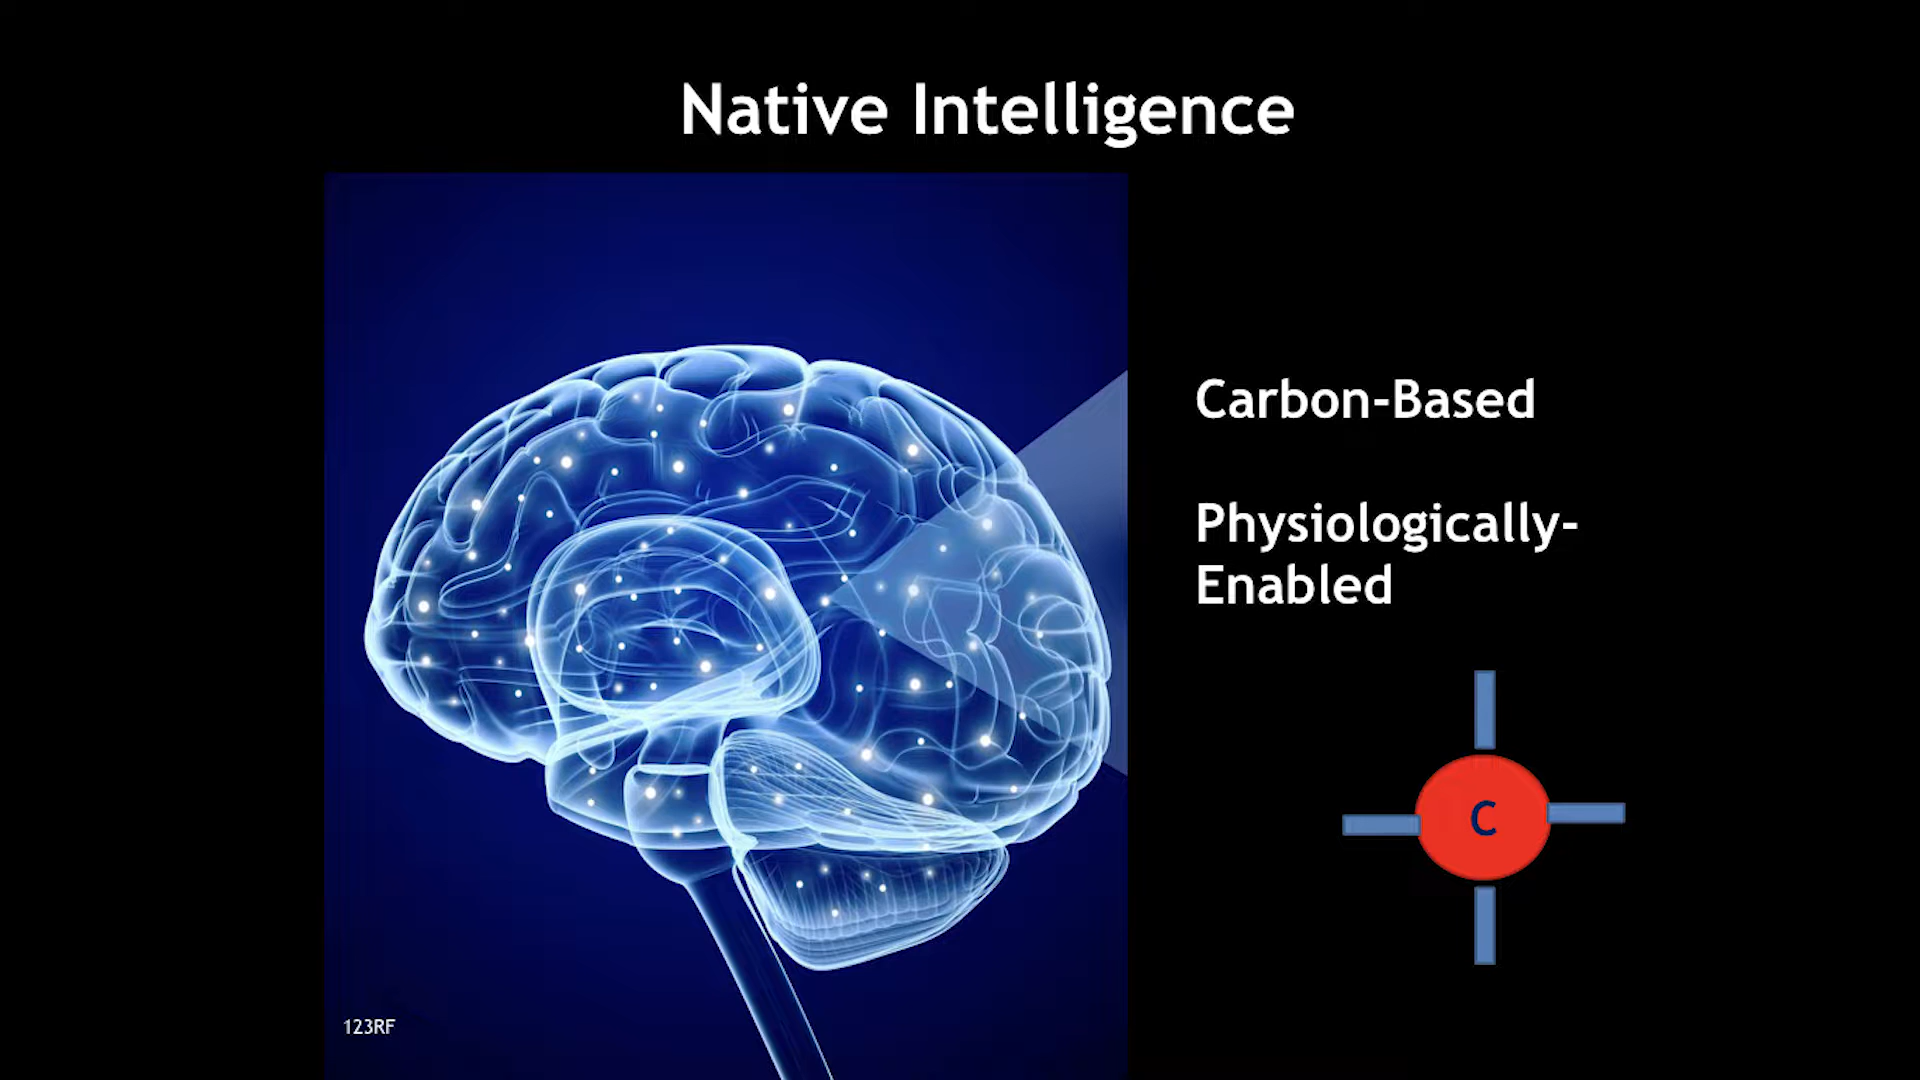 Native Intelligence
Carbon-Based
Physiologically-
Enabled
C
123RF